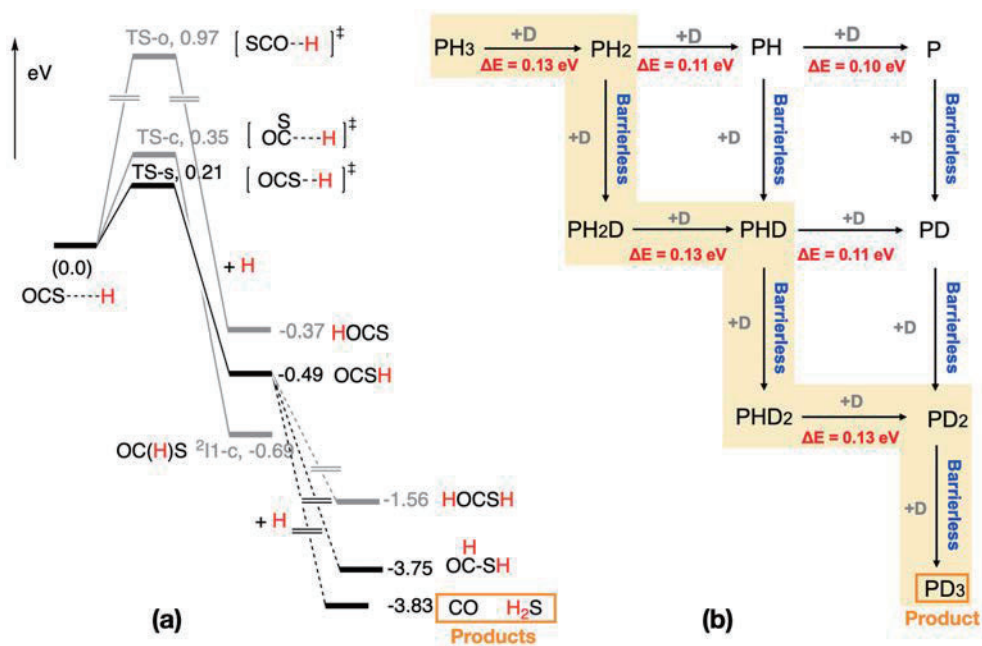 eV
TS-o, 0.97
[ SCO--H ]‡
TS-c, 0.35
S
[ OC----H ]‡
TS-s, 0.21
[ OCS--H ]‡
(0.0)
OCS----H
+ H
-0.37 HOCS
-0.49 OCSH
OC(H)S ²I1-c, -0.69
-1.56 HOCSH
+ H
H
-3.75 OC-SH
-3.83 CO H₂S
Products
(a)
PH3 +D PH2 +D PH +D P
ΔE = 0.13 eV ΔE = 0.11 eV ΔE = 0.10 eV
+D Barrierless +D Barrierless +D Barrierless
PH2D +D PHD +D PD
ΔE = 0.13 eV ΔE = 0.11 eV
+D Barrierless +D Barrierless
PHD2 +D PD2
ΔE = 0.13 eV
+D Barrierless
PD3
Product
(b)